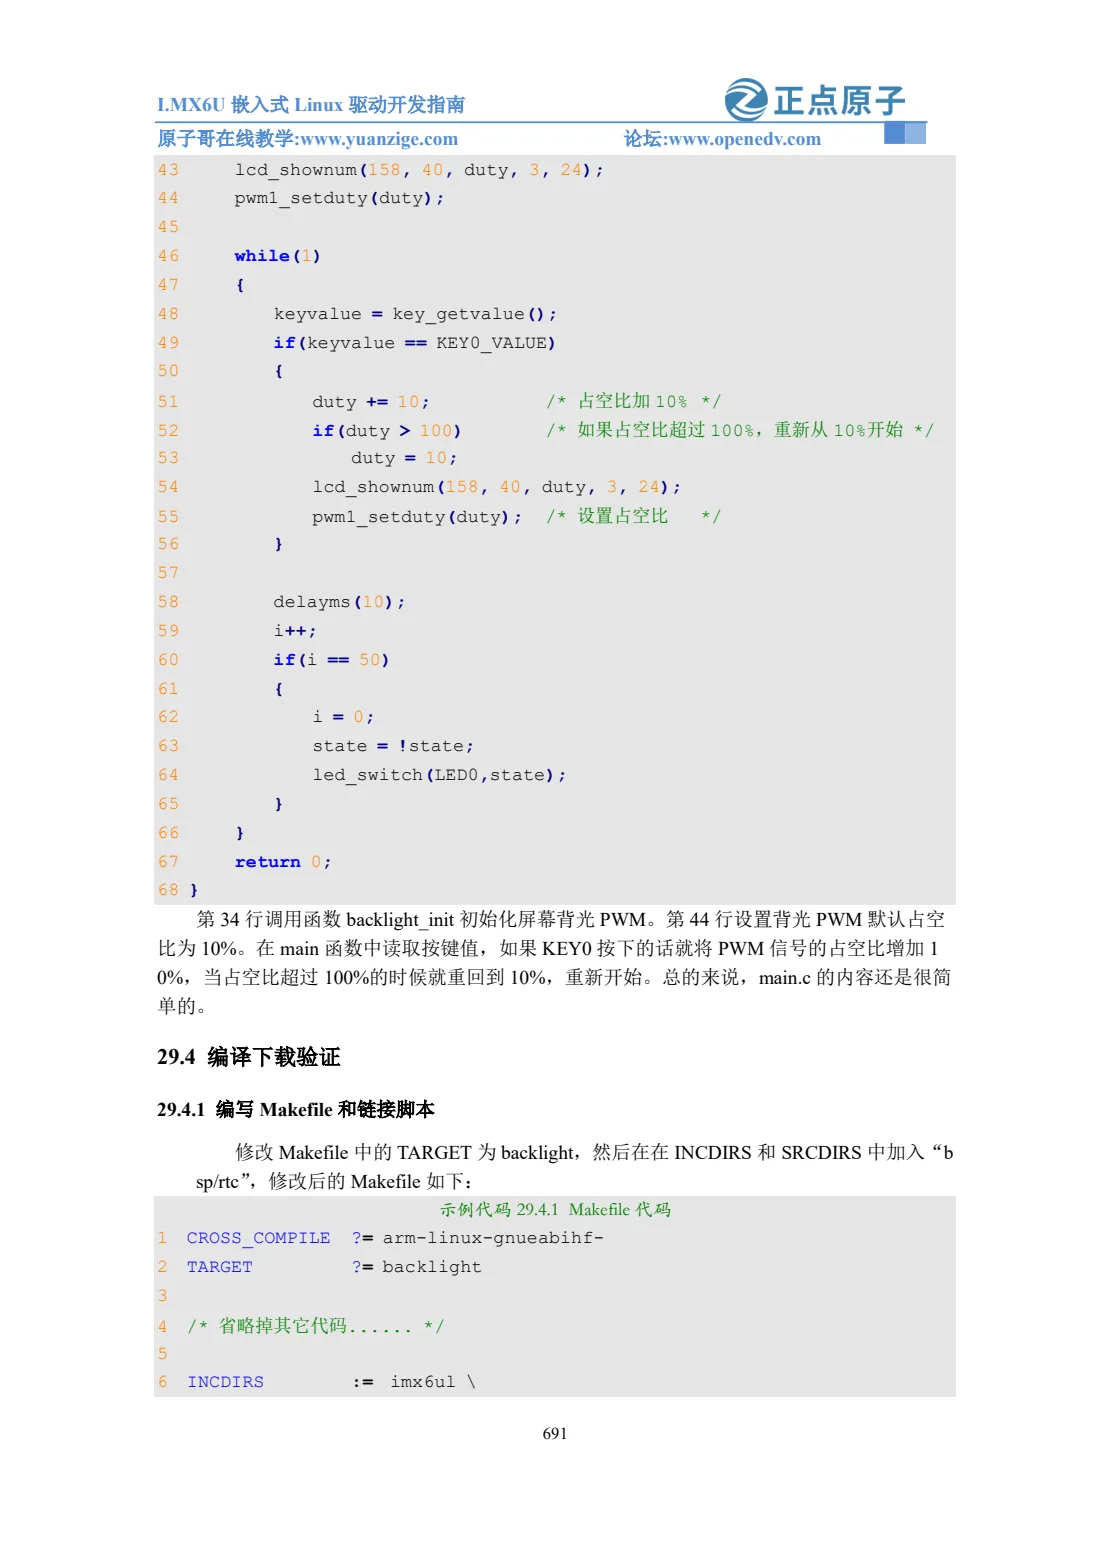 I.MX6U 嵌入式 Linux 驱动开发指南
正点原子
原子哥在线教学:www.yuanzige.com 论坛:www.openedv.com
43 lcd_shownum(158, 40, duty, 3, 24);
44 pwm1_setduty(duty);
45
46 while(1)
47 {
48 keyvalue = key_getvalue();
49 if(keyvalue == KEY0_VALUE)
50 {
51 duty += 10; /* 占空比加 10% */
52 if(duty > 100) /* 如果占空比超过 100%，重新从 10%开始 */
53 duty = 10;
54 lcd_shownum(158, 40, duty, 3, 24);
55 pwm1_setduty(duty); /* 设置占空比 */
56 }
57
58 delayms(10);
59 i++;
60 if(i == 50)
61 {
62 i = 0;
63 state = !state;
64 led_switch(LED0,state);
65 }
66 }
67 return 0;
68 }
第 34 行调用函数 backlight_init 初始化屏幕背光 PWM。第 44 行设置背光 PWM 默认占空
比为 10%。在 main 函数中读取按键值，如果 KEY0 按下的话就将 PWM 信号的占空比增加 1
0%，当占空比超过 100%的时候就重回到 10%，重新开始。总的来说，main.c 的内容还是很简
单的。
29.4 编译下载验证
29.4.1 编写 Makefile 和链接脚本
修改 Makefile 中的 TARGET 为 backlight，然后在在 INCDIRS 和 SRCDIRS 中加入“b
sp/rtc”，修改后的 Makefile 如下：
示例代码 29.4.1 Makefile 代码
1 CROSS_COMPILE ?= arm-linux-gnueabihf-
2 TARGET ?= backlight
3
4 /* 省略掉其它代码...... */
5
6 INCDIRS := imx6ul \
691